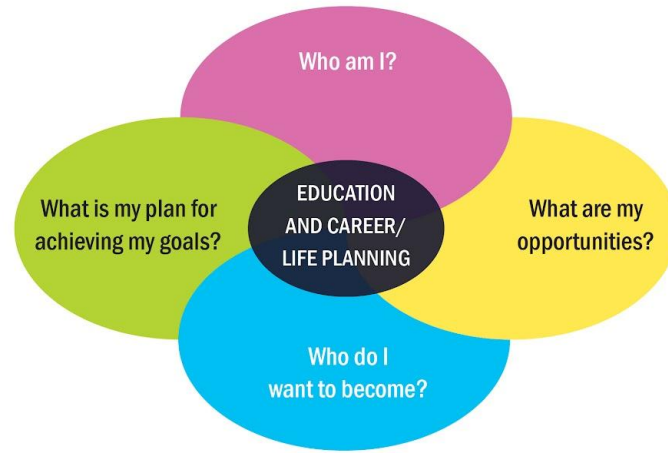 Who am I?
What is my plan for
achieving my goals?
EDUCATION
AND CAREER/
LIFE PLANNING
What are my
opportunities?
Who do I
want to become?